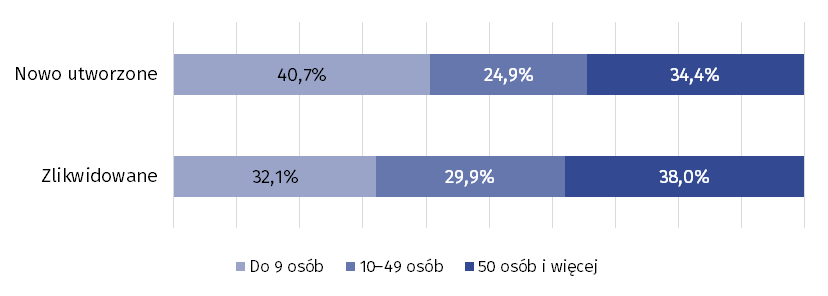 Nowo utworzone 40,7% 24,9% 34,4%
Zlikwidowane 32,1% 29,9% 38,0%
Do 9 osób 10–49 osób 50 osób i więcej